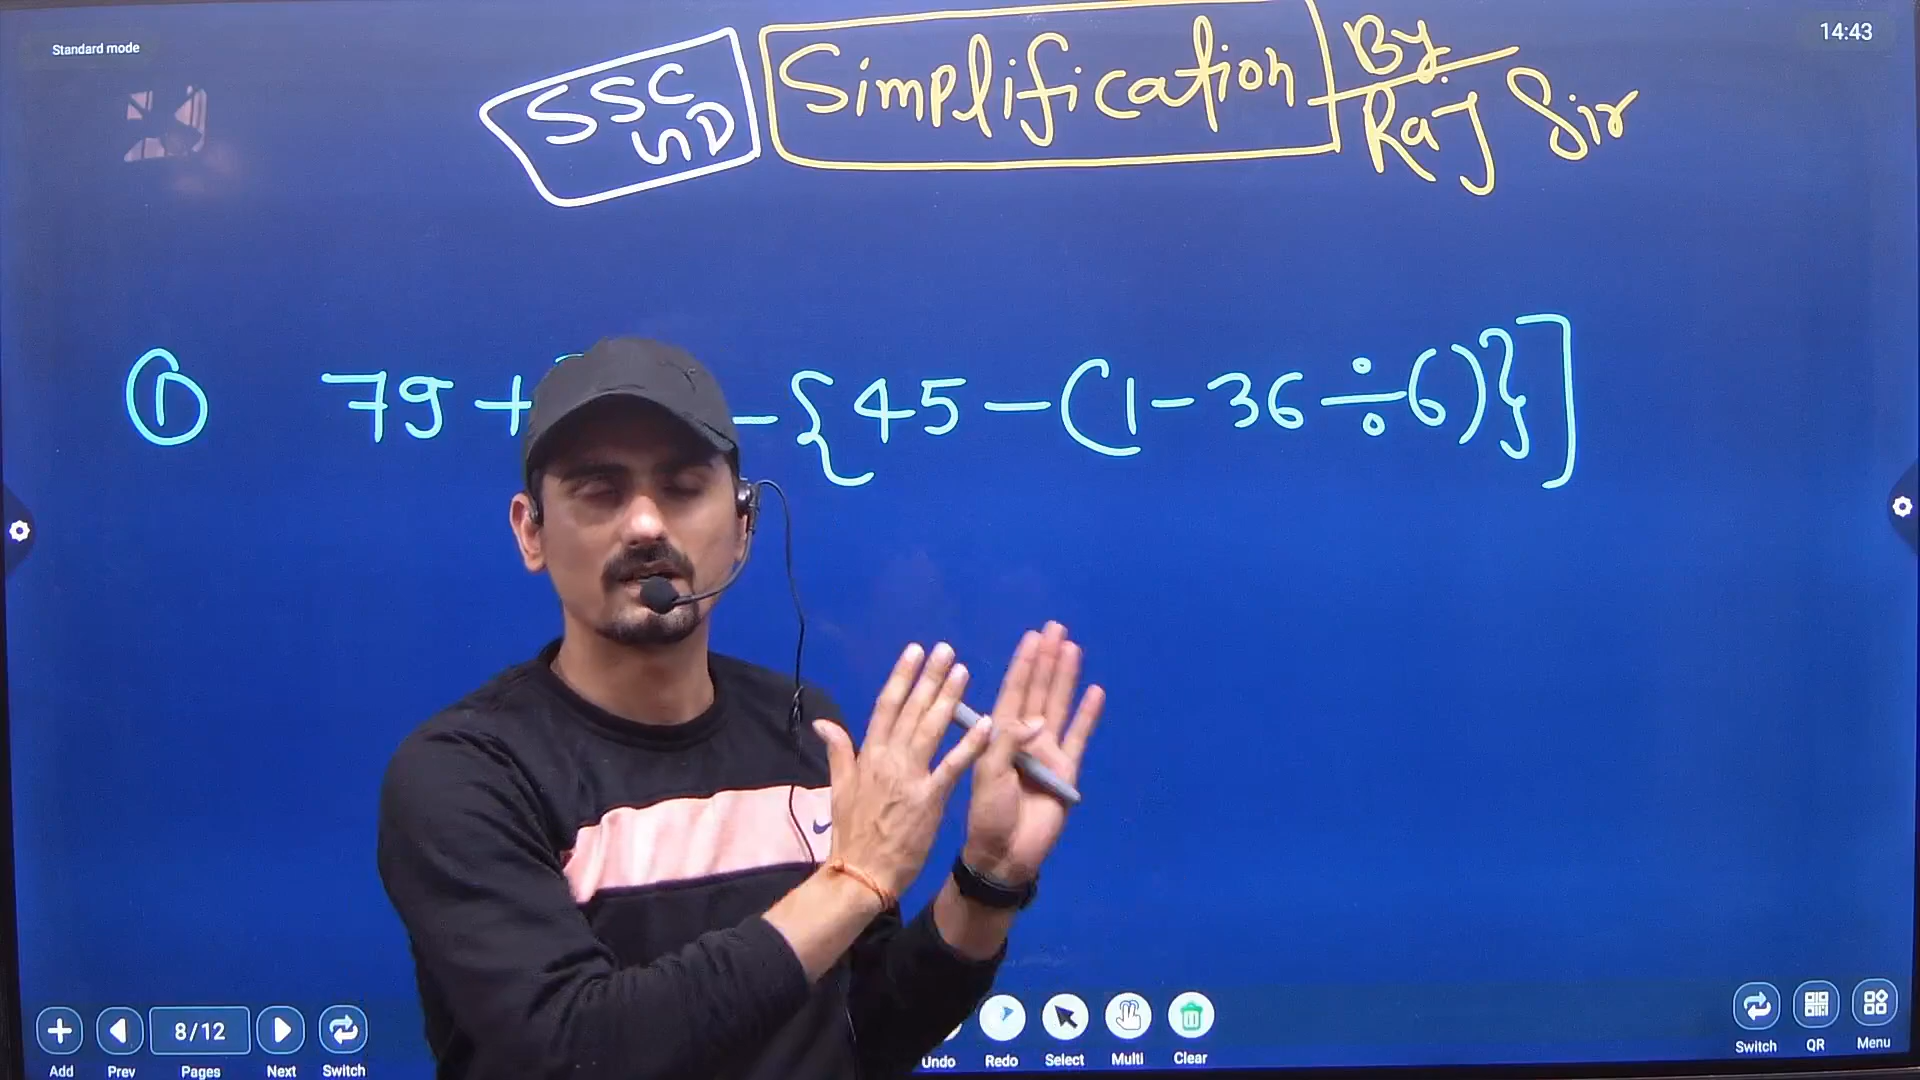 Standard mode
14:43
SSC
GD
Simplification
By
Raj Sir
① 79 + - {45 - (1 - 36 ÷ 6)}]
8/12
Add Prev Pages Next Switch
Undo Redo Select Multi Clear
Switch QR Menu